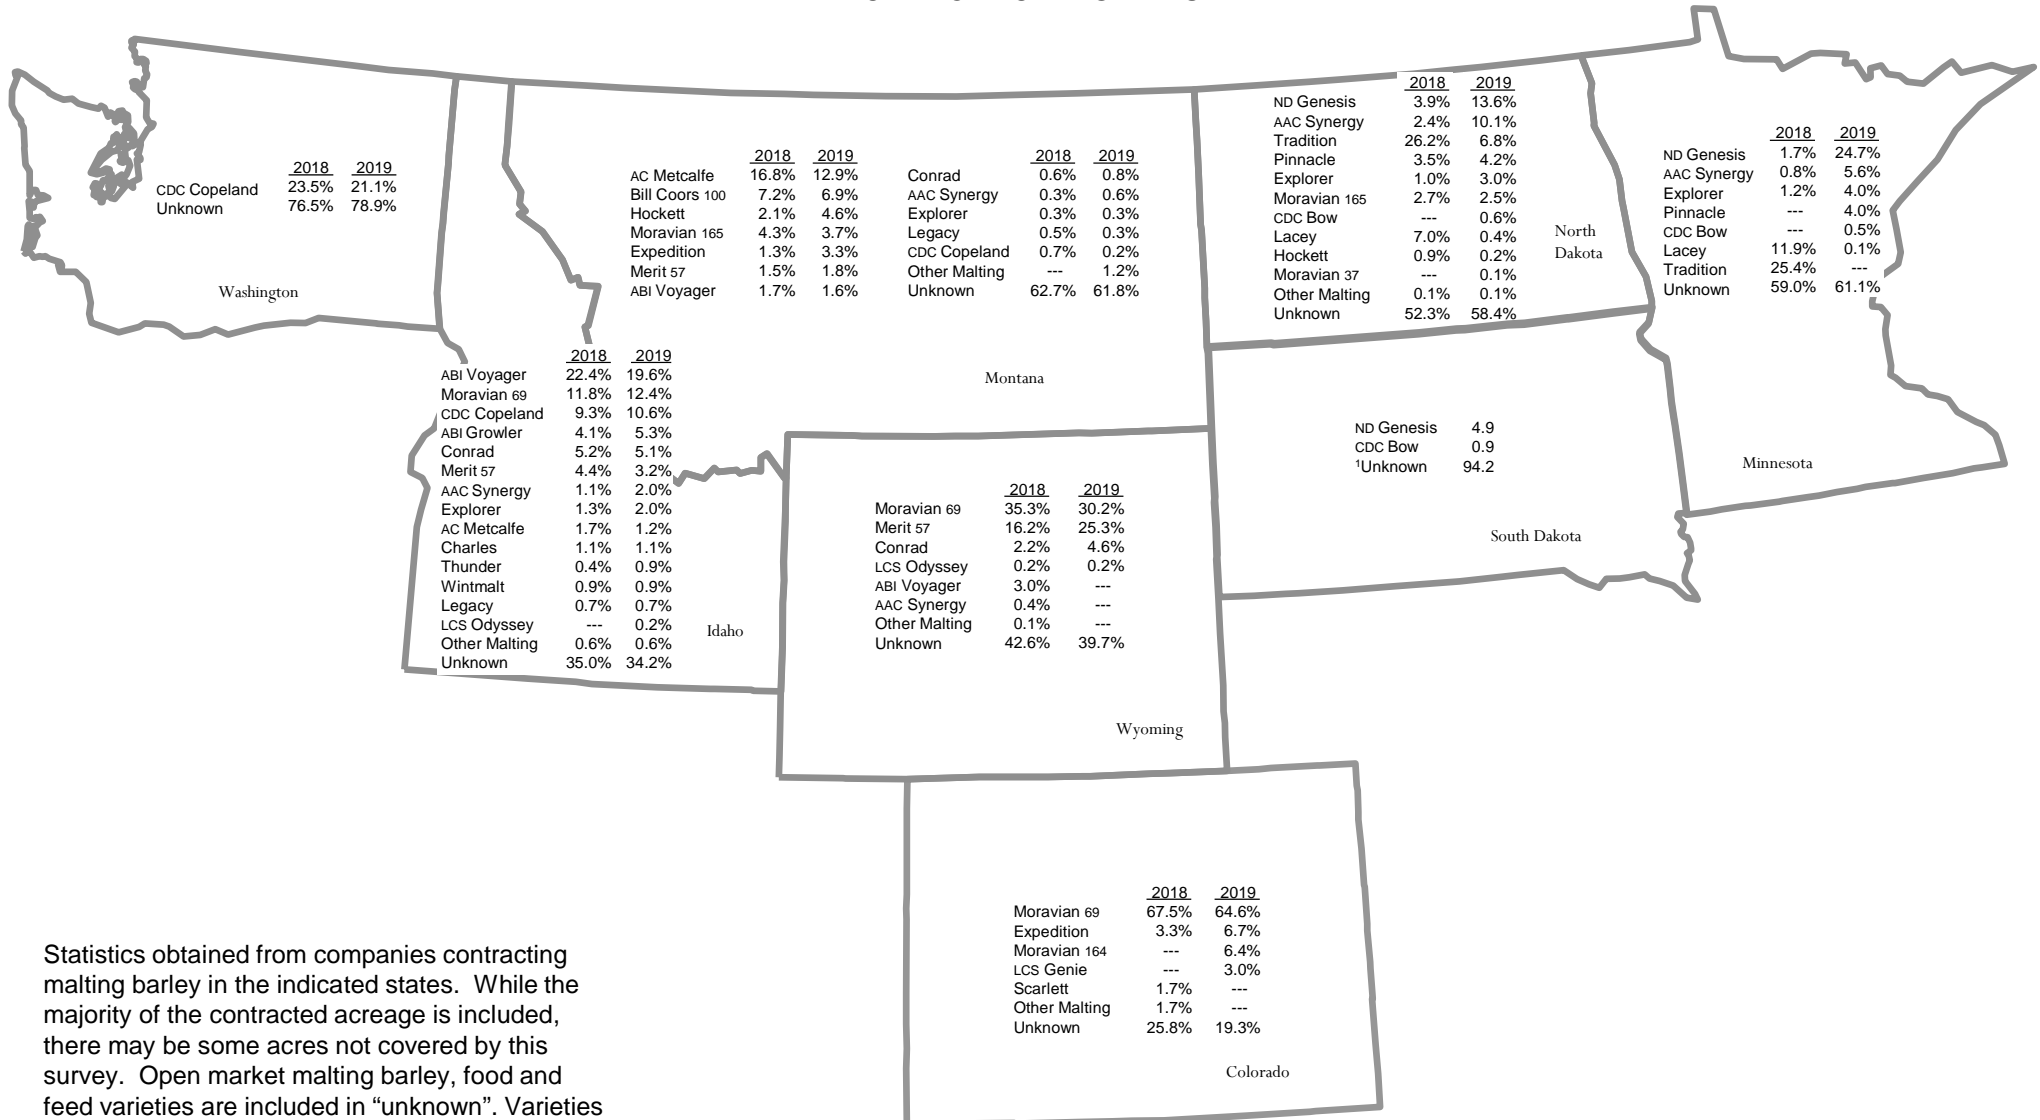 2018 2019
CDC Copeland 23.5% 21.1%
Unknown 76.5% 78.9%
Washington
2018 2019
AC Metcalfe 16.8% 12.9%
Bill Coors 100 7.2% 6.9%
Hockett 2.1% 4.6%
Moravian 165 4.3% 3.7%
Expedition 1.3% 3.3%
Merit 57 1.5% 1.8%
ABI Voyager 1.7% 1.6%
2018 2019
Conrad 0.6% 0.8%
AAC Synergy 0.3% 0.6%
Explorer 0.3% 0.3%
Legacy 0.5% 0.3%
CDC Copeland 0.7% 0.2%
Other Malting --- 1.2%
Unknown 62.7% 61.8%
Montana
2018 2019
ND Genesis 3.9% 13.6%
AAC Synergy 2.4% 10.1%
Tradition 26.2% 6.8%
Pinnacle 3.5% 4.2%
Explorer 1.0% 3.0%
Moravian 165 2.7% 2.5%
CDC Bow --- 0.6%
Lacey 7.0% 0.4%
Hockett 0.9% 0.2%
Moravian 37 --- 0.1%
Other Malting 0.1% 0.1%
Unknown 52.3% 58.4%
North
Dakota
2018 2019
ND Genesis 1.7% 24.7%
AAC Synergy 0.8% 5.6%
Explorer 1.2% 4.0%
Pinnacle --- 4.0%
CDC Bow --- 0.5%
Lacey 11.9% 0.1%
Tradition 25.4% ---
Unknown 59.0% 61.1%
Minnesota
2018 2019
ABI Voyager 22.4% 19.6%
Moravian 69 11.8% 12.4%
CDC Copeland 9.3% 10.6%
ABI Growler 4.1% 5.3%
Conrad 5.2% 5.1%
Merit 57 4.4% 3.2%
AAC Synergy 1.1% 2.0%
Explorer 1.3% 2.0%
AC Metcalfe 1.7% 1.2%
Charles 1.1% 1.1%
Thunder 0.4% 0.9%
Wintmalt 0.9% 0.9%
Legacy 0.7% 0.7%
LCS Odyssey --- 0.2%
Other Malting 0.6% 0.6%
Unknown 35.0% 34.2%
Idaho
2018 2019
Moravian 69 35.3% 30.2%
Merit 57 16.2% 25.3%
Conrad 2.2% 4.6%
LCS Odyssey 0.2% 0.2%
ABI Voyager 3.0% ---
AAC Synergy 0.4% ---
Other Malting 0.1% ---
Unknown 42.6% 39.7%
Wyoming
ND Genesis 4.9
CDC Bow 0.9
¹Unknown 94.2
South Dakota
2018 2019
Moravian 69 67.5% 64.6%
Expedition 3.3% 6.7%
Moravian 164 --- 6.4%
LCS Genie --- 3.0%
Scarlett 1.7% ---
Other Malting 1.7% ---
Unknown 25.8% 19.3%
Colorado
Statistics obtained from companies contracting
malting barley in the indicated states. While the
majority of the contracted acreage is included,
there may be some acres not covered by this
survey. Open market malting barley, food and
feed varieties are included in “unknown”. Varieties